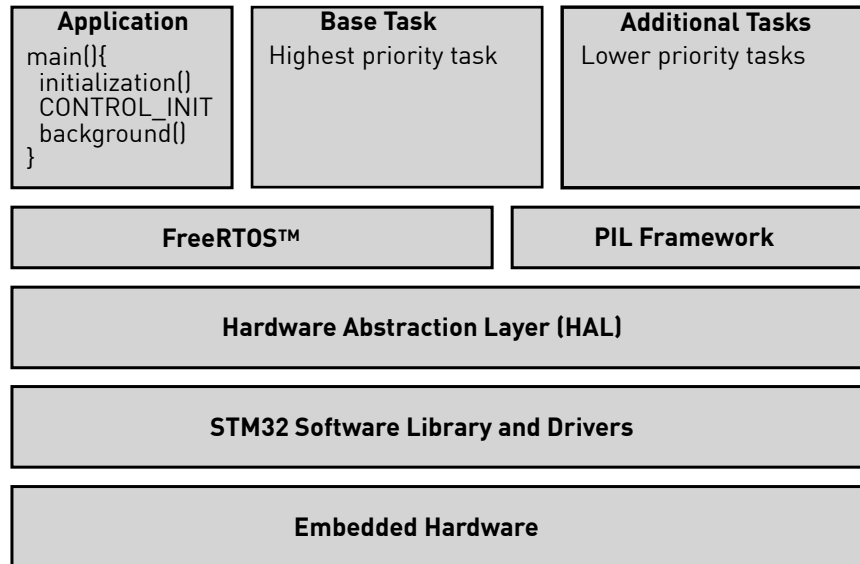 Application
main(){
initialization()
CONTROL_INIT
background()
}
Base Task
Highest priority task
Additional Tasks
Lower priority tasks
FreeRTOS™
PIL Framework
Hardware Abstraction Layer (HAL)
STM32 Software Library and Drivers
Embedded Hardware